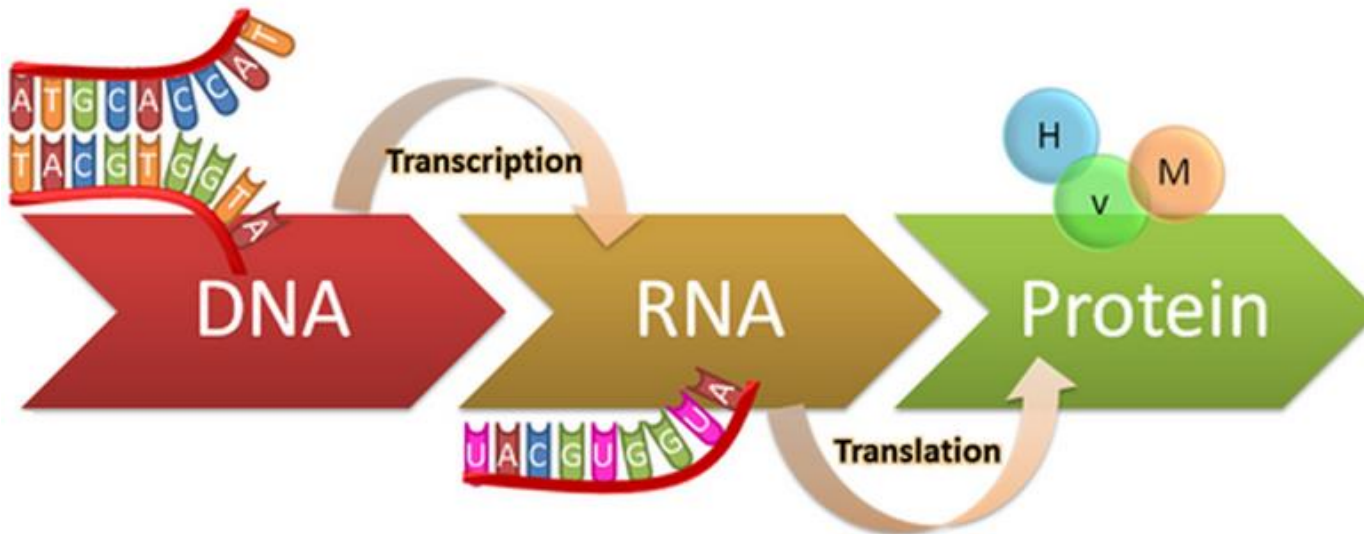 ATGCACCAT
TACGTGGTA
Transcription
H
v
M
DNA
RNA
Protein
UACGUGGUA
Translation